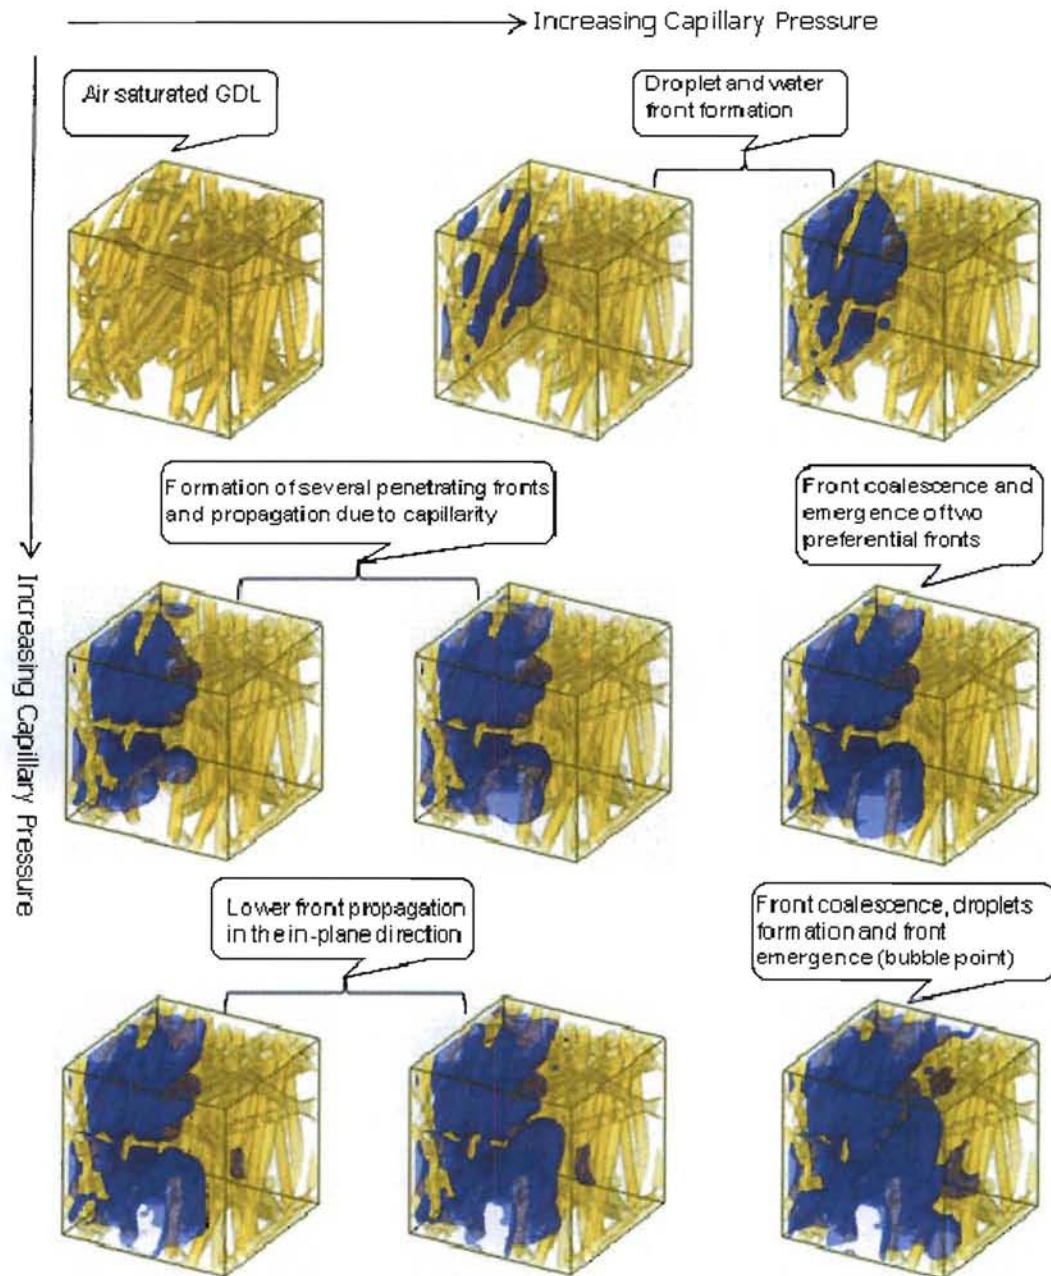 Increasing Capillary Pressure
Air saturated GDL
Droplet and water
front formation
Increasing Capillary Pressure
Formation of several penetrating fronts
and propagation due to capillarity
Front coalescence and
emergence of two
preferential fronts
Lower front propagation
in the in-plane direction
Front coalescence, droplets
formation and front
emergence (bubble point)